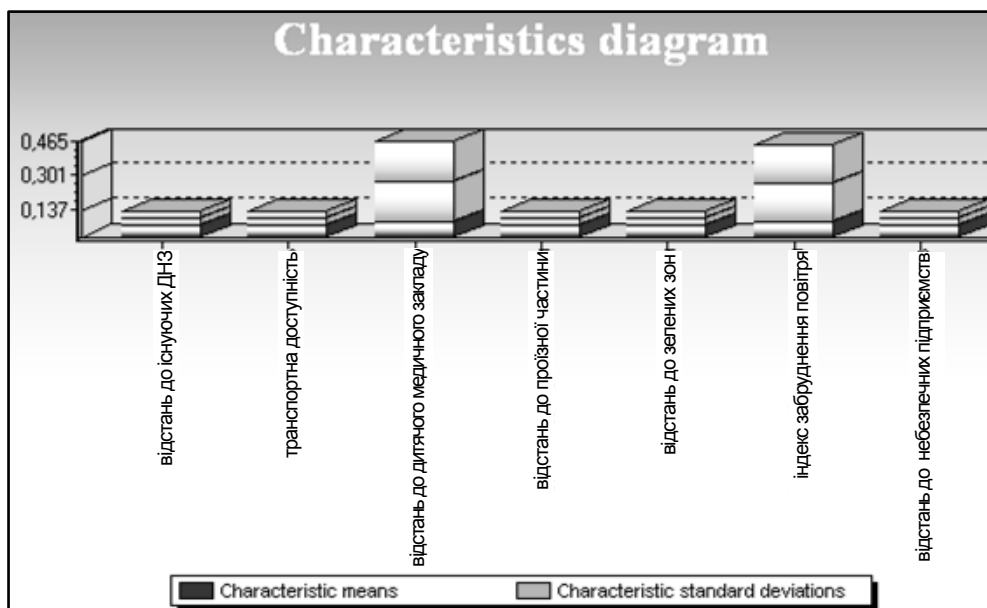 Characteristics diagram
0,465
0,301
0,137
відстань до існуючих ДНЗ
транспортна доступність
відстань до дитячого медичного закладу
відстань до проїзної частини
відстань до зелених зон
індекс забруднення повітря
відстань до небезпечних підприємств
Characteristic means
Characteristic standard deviations